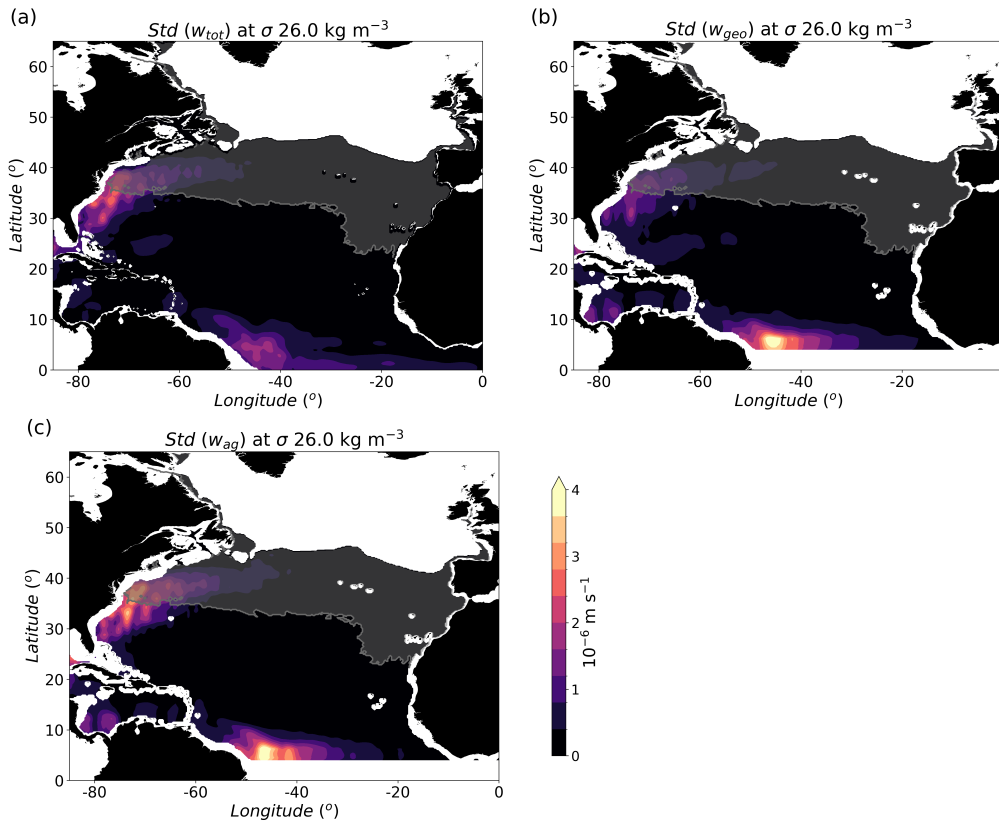 (a)
Std (w_tot) at σ 26.0 kg m⁻³
60
50
40
30
20
10
0
Latitude (°)
-80 -60 -40 -20 0
Longitude (°)
(b)
Std (w_geo) at σ 26.0 kg m⁻³
60
50
40
30
20
10
0
Latitude (°)
-80 -60 -40 -20
Longitude (°)
(c)
Std (w_ag) at σ 26.0 kg m⁻³
60
50
40
30
20
10
0
Latitude (°)
-80 -60 -40 -20 0
Longitude (°)
4
3
2
1
0
10⁻⁶ m s⁻¹